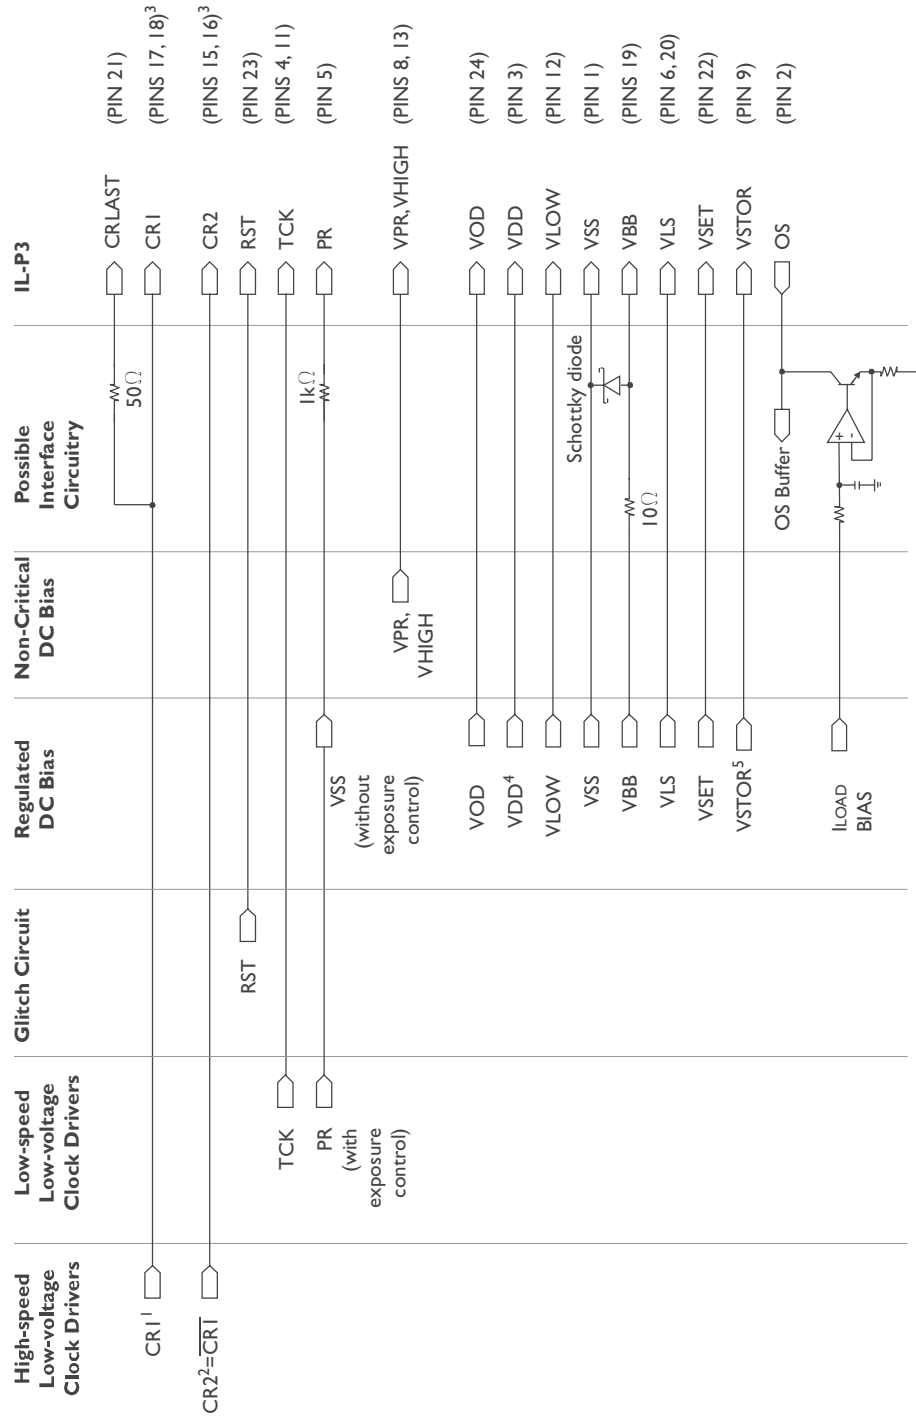 High-speed
Low-voltage
Clock Drivers
Low-speed
Low-voltage
Clock Drivers
Glitch Circuit
Regulated
DC Bias
Non-Critical
DC Bias
Possible
Interface
Circuitry
IL-P3
50Ω
CRLAST (PIN 21)
CR1¹ CR1 (PINS 17, 18)³
CR2²=C̅R̅1̅ CR2 (PINS 15, 16)³
RST RST (PIN 23)
TCK TCK (PINS 4, 11)
PR
(with
exposure
control)
VSS
(without
exposure
control)
1kΩ
PR (PIN 5)
VPR,
VHIGH
VPR, VHIGH (PINS 8, 13)
VOD VOD (PIN 24)
VDD⁴ VDD (PIN 3)
VLOW VLOW (PIN 12)
Schottky diode
VSS VSS (PIN 1)
VBB 10Ω VBB (PINS 19)
VLS VLS (PIN 6, 20)
VSET VSET (PIN 22)
VSTOR⁵ VSTOR (PIN 9)
OS Buffer OS (PIN 2)
+
-
ILOAD
BIAS